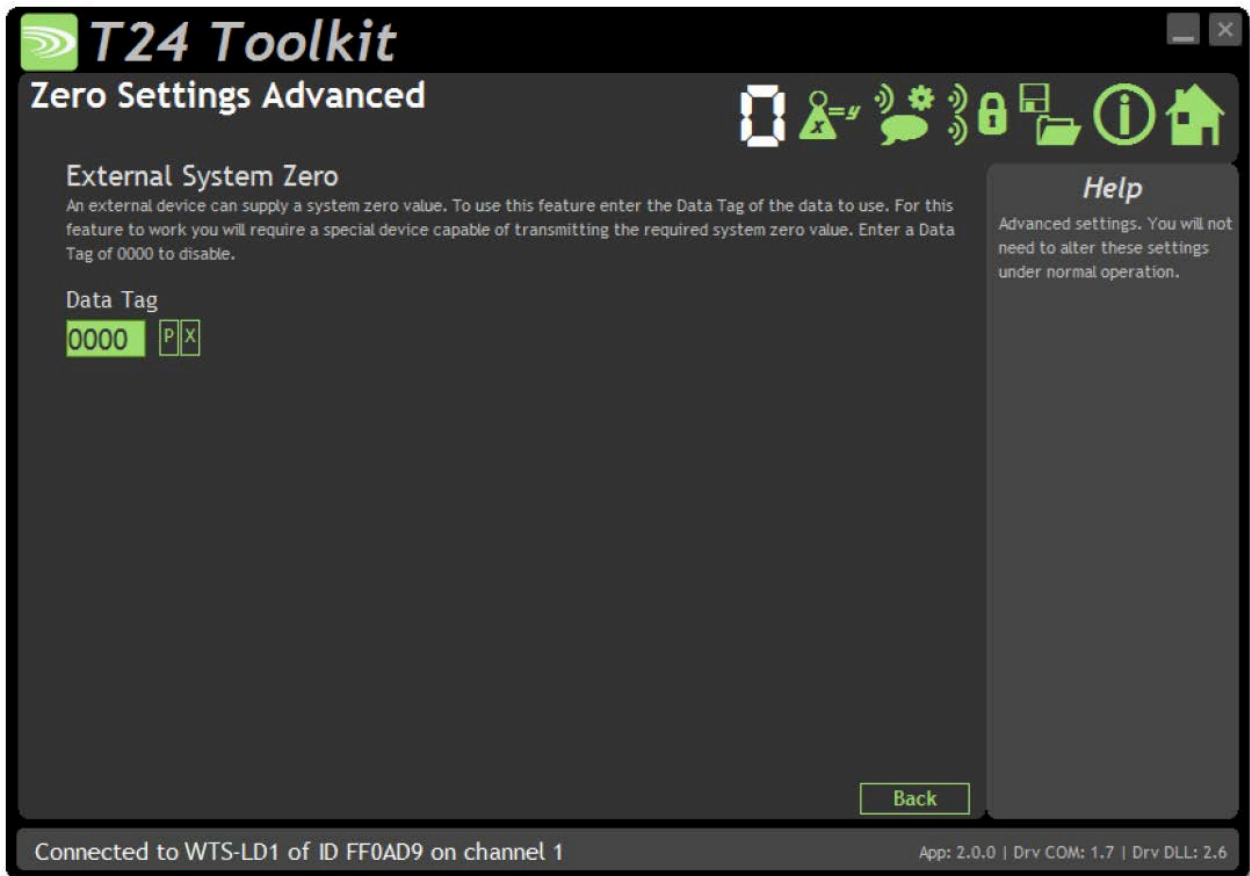 T24 Toolkit
Zero Settings Advanced
0
x=y
i
External System Zero
An external device can supply a system zero value. To use this feature enter the Data Tag of the data to use. For this
feature to work you will require a special device capable of transmitting the required system zero value. Enter a Data
Tag of 0000 to disable.
Data Tag
0000 P X
Back
Help
Advanced settings. You will not
need to alter these settings
under normal operation.
Connected to WTS-LD1 of ID FF0AD9 on channel 1
App: 2.0.0 | Drv COM: 1.7 | Drv DLL: 2.6